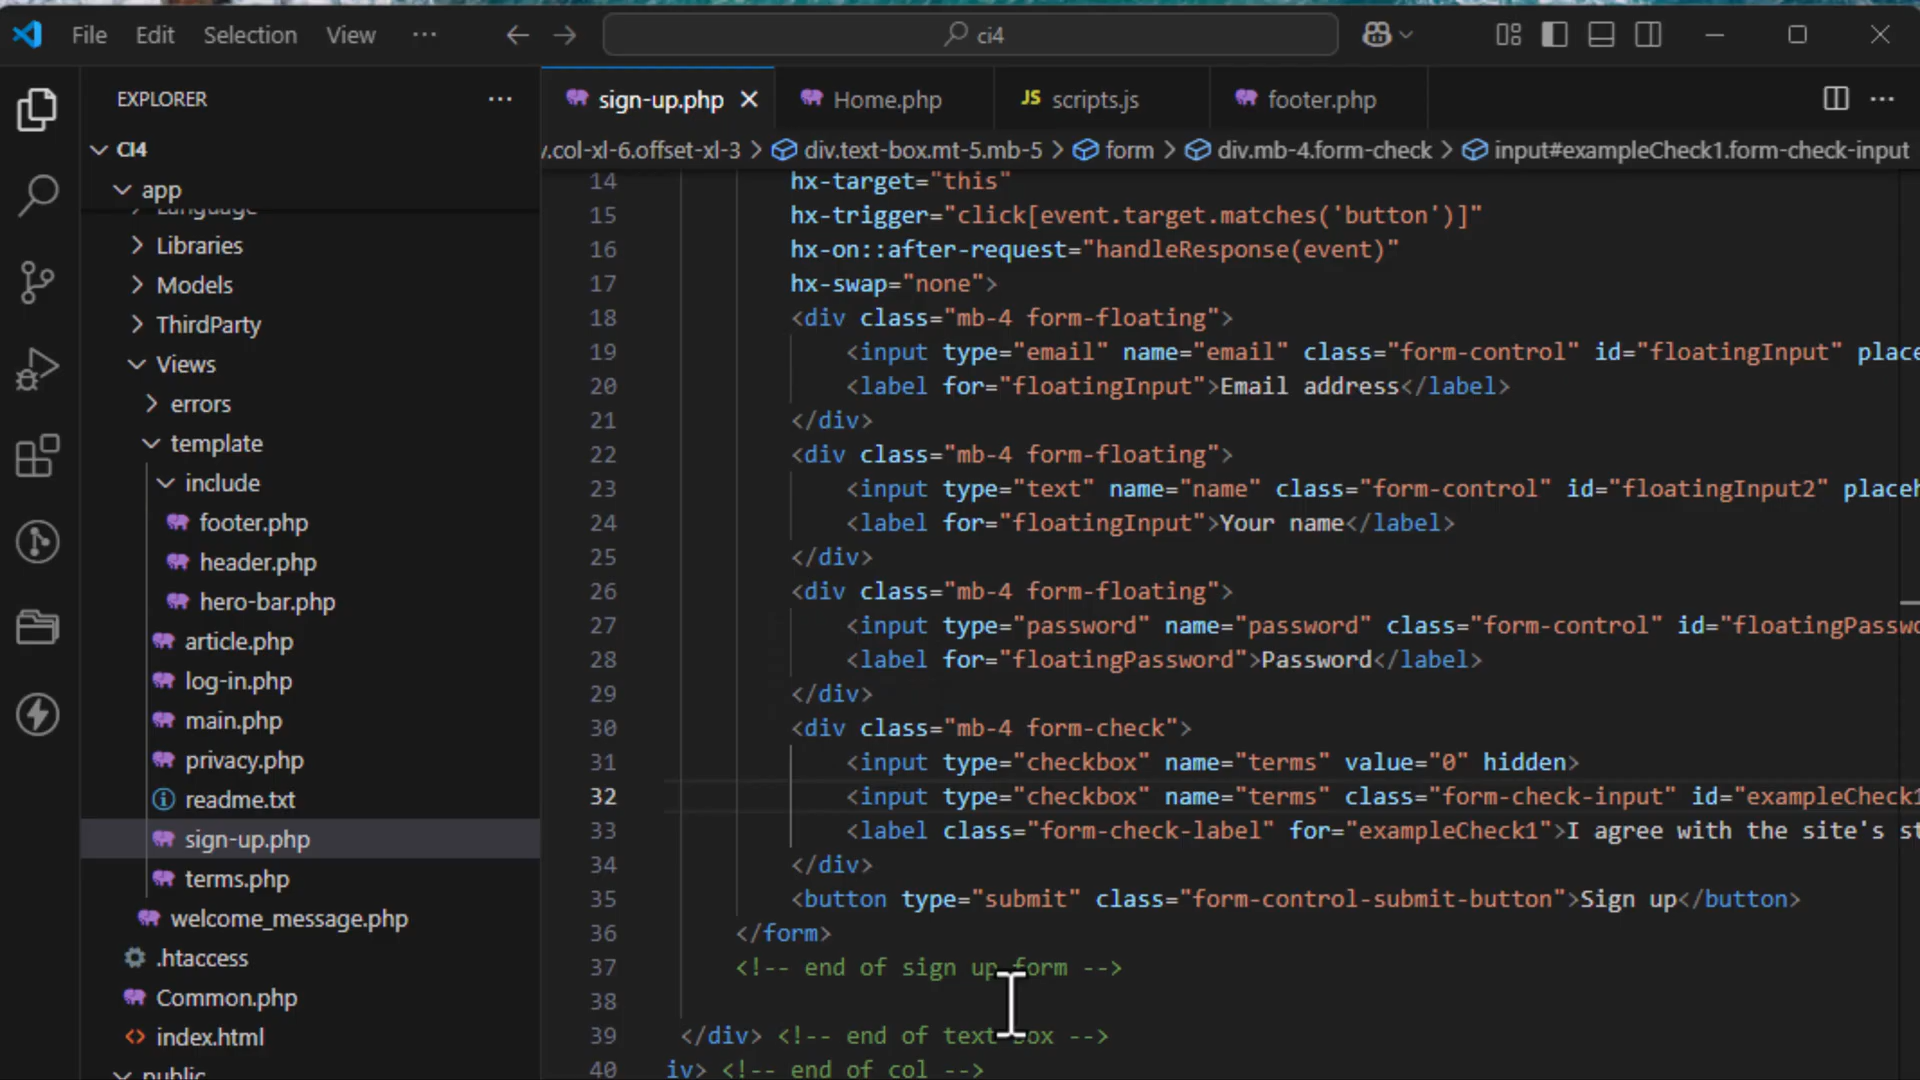 File Edit Selection View ··· ci4
EXPLORER ···
CI4
app
Language
Libraries
Models
ThirdParty
Views
errors
template
include
footer.php
header.php
hero-bar.php
article.php
log-in.php
main.php
privacy.php
readme.txt
sign-up.php
terms.php
welcome_message.php
.htaccess
Common.php
index.html
public
sign-up.php Home.php JS scripts.js footer.php
.col-xl-6.offset-xl-3 > div.text-box.mt-5.mb-5 > form > div.mb-4.form-check > input#exampleCheck1.form-check-input
14 hx-target="this"
15 hx-trigger="click[event.target.matches('button')]"
16 hx-on::after-request="handleResponse(event)"
17 hx-swap="none">
18 <div class="mb-4 form-floating">
19 <input type="email" name="email" class="form-control" id="floatingInput" place
20 <label for="floatingInput">Email address</label>
21 </div>
22 <div class="mb-4 form-floating">
23 <input type="text" name="name" class="form-control" id="floatingInput2" placeh
24 <label for="floatingInput">Your name</label>
25 </div>
26 <div class="mb-4 form-floating">
27 <input type="password" name="password" class="form-control" id="floatingPasswo
28 <label for="floatingPassword">Password</label>
29 </div>
30 <div class="mb-4 form-check">
31 <input type="checkbox" name="terms" value="0" hidden>
32 <input type="checkbox" name="terms" class="form-check-input" id="exampleCheck1
33 <label class="form-check-label" for="exampleCheck1">I agree with the site's st
34 </div>
35 <button type="submit" class="form-control-submit-button">Sign up</button>
36 </form>
37 <!-- end of sign up form -->
38
39 </div> <!-- end of text box -->
40 iv> <!-- end of col -->